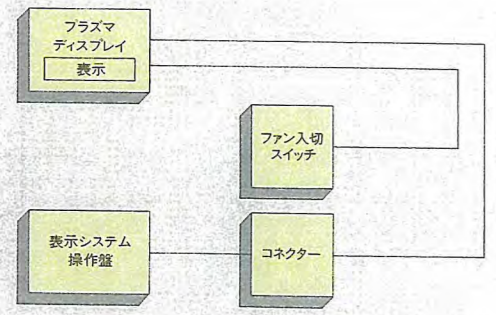 プラズマ
ディスプレイ
表示
ファン入切
スイッチ
表示システム
操作盤
コネクター